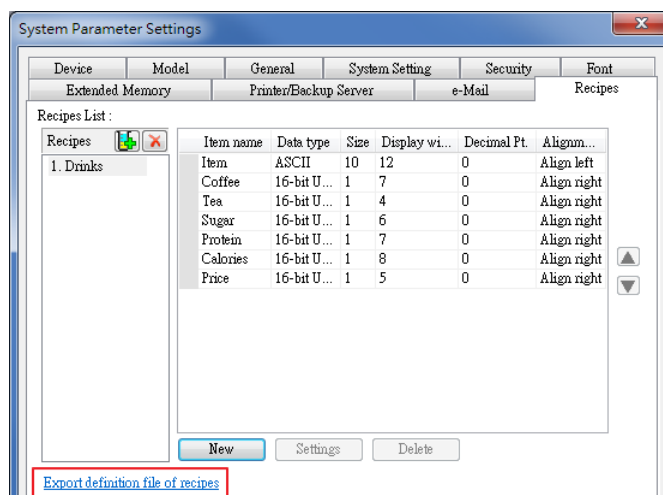 System Parameter Settings
Device Model General System Setting Security Font
Extended Memory Printer/Backup Server e-Mail Recipes
Recipes List :
Recipes
1. Drinks
Item name Data type Size Display wi... Decimal Pt. Alignm...
Item ASCII 10 12 0 Align left
Coffee 16-bit U... 1 7 0 Align right
Tea 16-bit U... 1 4 0 Align right
Sugar 16-bit U... 1 6 0 Align right
Protein 16-bit U... 1 7 0 Align right
Calories 16-bit U... 1 8 0 Align right
Price 16-bit U... 1 5 0 Align right
New Settings Delete
Export definition file of recipes